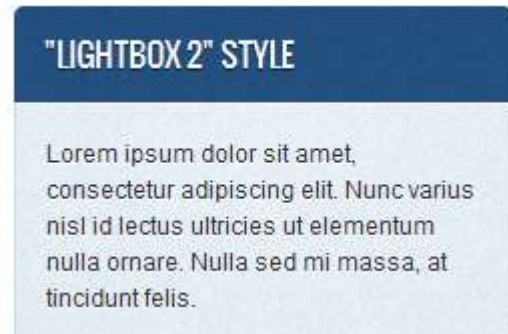 "LIGHTBOX 2" STYLE
Lorem ipsum dolor sit amet,
consectetur adipiscing elit. Nunc varius
nisl id lectus ultricies ut elementum
nulla ornare. Nulla sed mi massa, at
tincidunt felis.